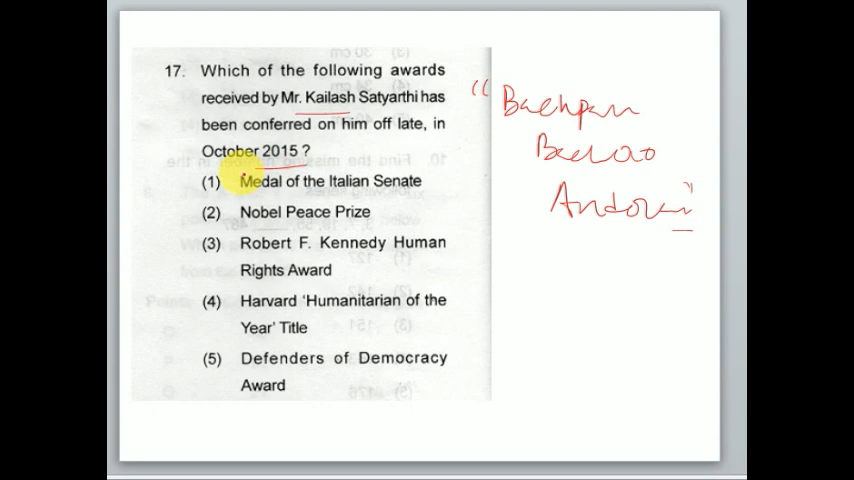 17. Which of the following awards
received by Mr. Kailash Satyarthi has
been conferred on him off late, in
October 2015 ?
(1) Medal of the Italian Senate
(2) Nobel Peace Prize
(3) Robert F. Kennedy Human
Rights Award
(4) Harvard ‘Humanitarian of the
Year’ Title
(5) Defenders of Democracy
Award
"Bachpan
Bachao
Andolan"